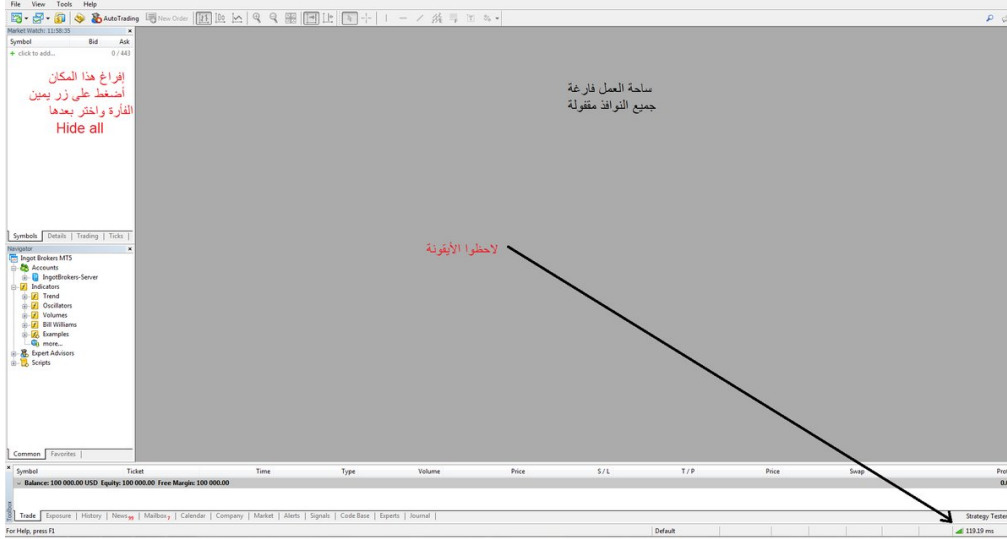 File View Tools Help
AutoTrading New Order
Market Watch: 11:58:35
Symbol Bid Ask
click to add... 0 / 443
إفراغ هذا المكان
أضغط على زر يمين
الفأرة واختر بعدها
Hide all
ساحة العمل فارغة
جميع النوافذ مقفولة
Symbols Details Trading Ticks
لاحظوا الأيقونة
Navigator
Ingot Brokers MT5
Accounts
IngotBrokers-Server
Indicators
Trend
Oscillators
Volumes
Bill Williams
Examples
more...
Expert Advisors
Scripts
Common Favorites
Symbol Ticket Time Type Volume Price S / L T / P Price Swap
Balance: 100 000.00 USD Equity: 100 000.00 Free Margin: 100 000.00
Toolbox
Trade Exposure History News 99 Mailbox 7 Calendar Company Market Alerts Signals Code Base Experts Journal Strategy Tester
For Help, press F1 Default 119.19 ms